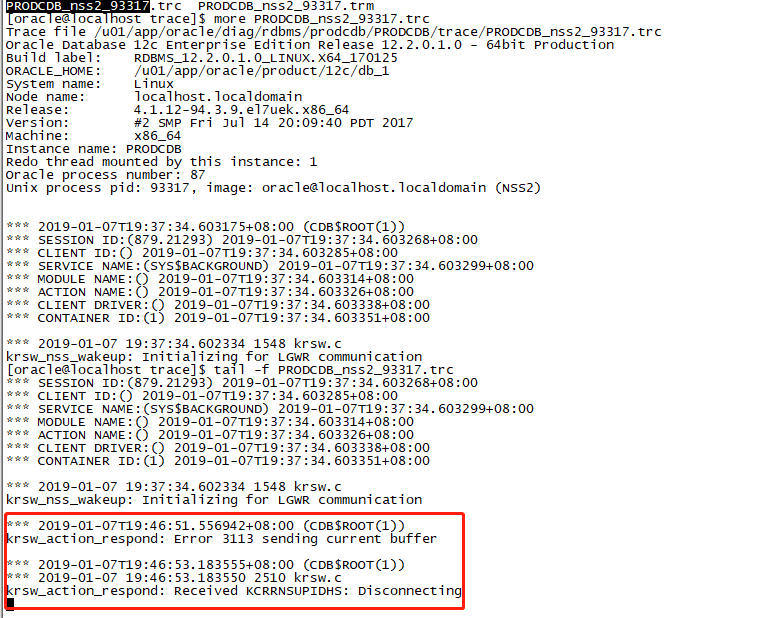 PRODCDB_nss2_93317.trc  PRODCDB_nss2_93317.trm
[oracle@localhost trace]$ more PRODCDB_nss2_93317.trc
Trace file /u01/app/oracle/diag/rdbms/prodcdb/PRODCDB/trace/PRODCDB_nss2_93317.trc
Oracle Database 12c Enterprise Edition Release 12.2.0.1.0 - 64bit Production
Build label:    RDBMS_12.2.0.1.0_LINUX.X64_170125
ORACLE_HOME:    /u01/app/oracle/product/12c/db_1
System name:    Linux
Node name:      localhost.localdomain
Release:        4.1.12-94.3.9.el7uek.x86_64
Version:        #2 SMP Fri Jul 14 20:09:40 PDT 2017
Machine:        x86_64
Instance name: PRODCDB
Redo thread mounted by this instance: 1
Oracle process number: 87
Unix process pid: 93317, image: oracle@localhost.localdomain (NSS2)
*** 2019-01-07T19:37:34.603175+08:00 (CDB$ROOT(1))
*** SESSION ID:(879.21293) 2019-01-07T19:37:34.603268+08:00
*** CLIENT ID:() 2019-01-07T19:37:34.603285+08:00
*** SERVICE NAME:(SYS$BACKGROUND) 2019-01-07T19:37:34.603299+08:00
*** MODULE NAME:() 2019-01-07T19:37:34.603314+08:00
*** ACTION NAME:() 2019-01-07T19:37:34.603326+08:00
*** CLIENT DRIVER:() 2019-01-07T19:37:34.603338+08:00
*** CONTAINER ID:(1) 2019-01-07T19:37:34.603351+08:00
*** 2019-01-07 19:37:34.602334 1548 krsw.c
krsw_nss_wakeup: Initializing for LGWR communication
[oracle@localhost trace]$ tail -f PRODCDB_nss2_93317.trc
*** SESSION ID:(879.21293) 2019-01-07T19:37:34.603268+08:00
*** CLIENT ID:() 2019-01-07T19:37:34.603285+08:00
*** SERVICE NAME:(SYS$BACKGROUND) 2019-01-07T19:37:34.603299+08:00
*** MODULE NAME:() 2019-01-07T19:37:34.603314+08:00
*** ACTION NAME:() 2019-01-07T19:37:34.603326+08:00
*** CLIENT DRIVER:() 2019-01-07T19:37:34.603338+08:00
*** CONTAINER ID:(1) 2019-01-07T19:37:34.603351+08:00
*** 2019-01-07 19:37:34.602334 1548 krsw.c
krsw_nss_wakeup: Initializing for LGWR communication
*** 2019-01-07T19:46:51.556942+08:00 (CDB$ROOT(1))
krsw_action_respond: Error 3113 sending current buffer
*** 2019-01-07T19:46:53.183555+08:00 (CDB$ROOT(1))
*** 2019-01-07 19:46:53.183550 2510 krsw.c
krsw_action_respond: Received KCRRNSUPIDHS: Disconnecting